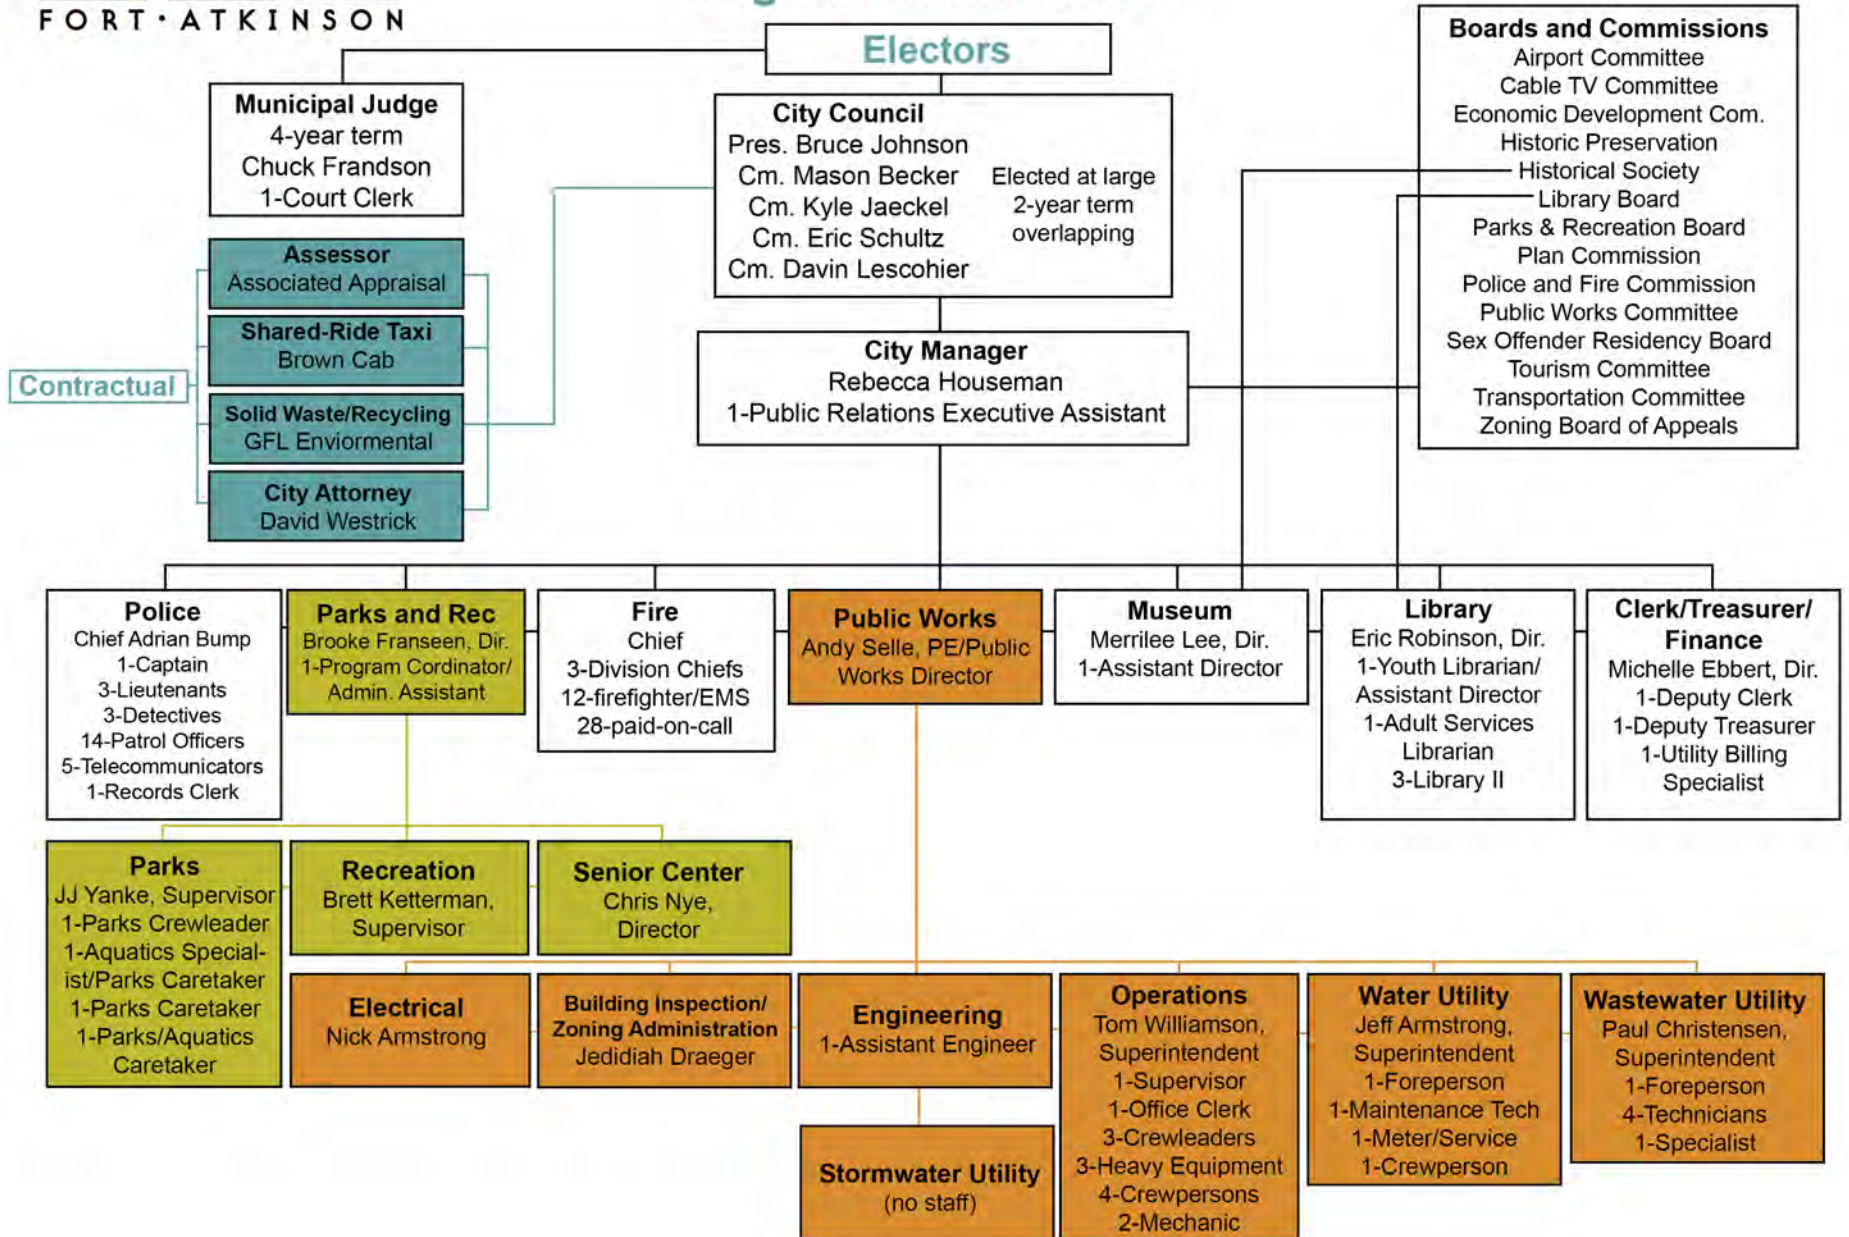 FORT·ATKINSON
Electors
Municipal Judge
4-year term
Chuck Frandson
1-Court Clerk
City Council
Pres. Bruce Johnson
Cm. Mason Becker
Cm. Kyle Jaeckel
Cm. Eric Schultz
Cm. Davin Lescohier
Elected at large
2-year term
overlapping
Boards and Commissions
Airport Committee
Cable TV Committee
Economic Development Com.
Historic Preservation
Historical Society
Library Board
Parks & Recreation Board
Plan Commission
Police and Fire Commission
Public Works Committee
Sex Offender Residency Board
Tourism Committee
Transportation Committee
Zoning Board of Appeals
Contractual
Assessor
Associated Appraisal
Shared-Ride Taxi
Brown Cab
Solid Waste/Recycling
GFL Enviormental
City Attorney
David Westrick
City Manager
Rebecca Houseman
1-Public Relations Executive Assistant
Police
Chief Adrian Bump
1-Captain
3-Lieutenants
3-Detectives
14-Patrol Officers
5-Telecommunicators
1-Records Clerk
Parks and Rec
Brooke Franseen, Dir.
1-Program Cordinator/
Admin. Assistant
Fire
Chief
3-Division Chiefs
12-firefighter/EMS
28-paid-on-call
Public Works
Andy Selle, PE/Public
Works Director
Museum
Merrilee Lee, Dir.
1-Assistant Director
Library
Eric Robinson, Dir.
1-Youth Librarian/
Assistant Director
1-Adult Services
Librarian
3-Library II
Clerk/Treasurer/
Finance
Michelle Ebbert, Dir.
1-Deputy Clerk
1-Deputy Treasurer
1-Utility Billing
Specialist
Parks
JJ Yanke, Supervisor
1-Parks Crewleader
1-Aquatics Special-
ist/Parks Caretaker
1-Parks Caretaker
1-Parks/Aquatics
Caretaker
Recreation
Brett Ketterman,
Supervisor
Senior Center
Chris Nye,
Director
Electrical
Nick Armstrong
Building Inspection/
Zoning Administration
Jedidiah Draeger
Engineering
1-Assistant Engineer
Stormwater Utility
(no staff)
Operations
Tom Williamson,
Superintendent
1-Supervisor
1-Office Clerk
3-Crewleaders
3-Heavy Equipment
4-Crewpersons
2-Mechanic
Water Utility
Jeff Armstrong,
Superintendent
1-Foreperson
1-Maintenance Tech
1-Meter/Service
1-Crewperson
Wastewater Utility
Paul Christensen,
Superintendent
1-Foreperson
4-Technicians
1-Specialist